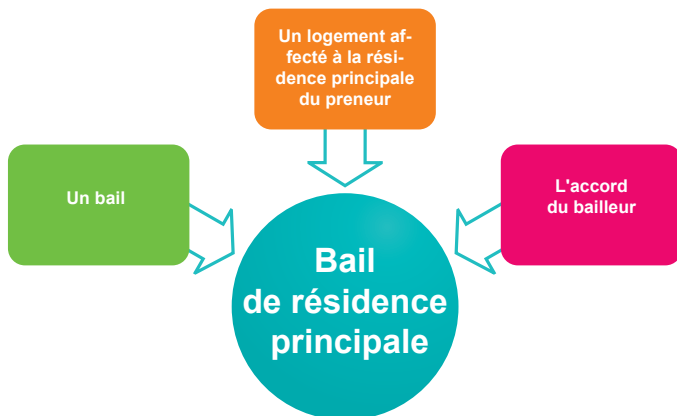 Un logement af-
fecté à la rési-
dence principale
du preneur
Un bail
L'accord
du bailleur
Bail
de résidence
principale